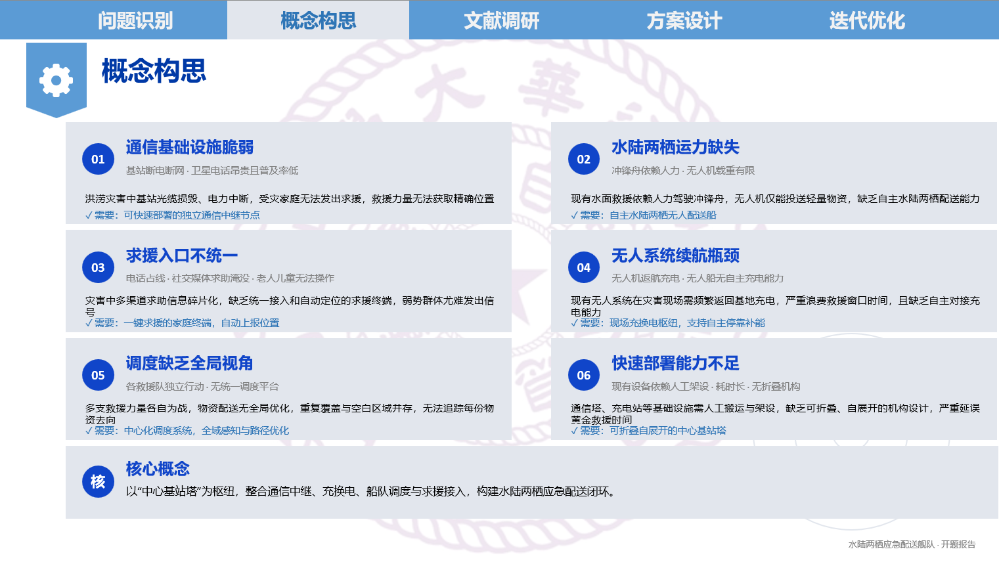 问题识别
概念构思
文献调研
方案设计
迭代优化
概念构思
01
通信基础设施脆弱
基站断电断网 · 卫星电话昂贵且普及率低
洪涝灾害中基站光缆损毁、电力中断，受灾家庭无法发出求援，救援力量无法获取精确位置
✓需要：可快速部署的独立通信中继节点
02
水陆两栖运力缺失
冲锋舟依赖人力 · 无人机载重有限
现有水面救援依赖人力驾驶冲锋舟，无人机仅能投送轻量物资，缺乏自主水陆两栖配送能力
✓需要：自主水陆两栖无人配送船
03
求援入口不统一
电话占线 · 社交媒体求助淹没 · 老人儿童无法操作
灾害中多渠道求助信息碎片化，缺乏统一接入和自动定位的求援终端，弱势群体尤难发出信
号
✓需要：一键求援的家庭终端，自动上报位置
04
无人系统续航瓶颈
无人机返航充电 · 无人船无自主充电能力
现有无人系统在灾害现场需频繁返回基地充电，严重浪费救援窗口时间，且缺乏自主对接充
电能力
✓需要：现场充换电枢纽，支持自主停靠补能
05
调度缺乏全局视角
各救援队独立行动 · 无统一调度平台
多支救援力量各自为战，物资配送无全局优化，重复覆盖与空白区域并存，无法追踪每份物
资去向
✓需要：中心化调度系统，全域感知与路径优化
06
快速部署能力不足
现有设备依赖人工架设 · 耗时长 · 无折叠机构
通信塔、充电站等基础设施需人工搬运与架设，缺乏可折叠、自展开的机构设计，严重延误
黄金救援时间
✓需要：可折叠自展开的中心基站塔
核
核心概念
以“中心基站塔”为枢纽，整合通信中继、充换电、船队调度与求援接入，构建水陆两栖应急配送闭环。
水陆两栖应急配送舰队 · 开题报告